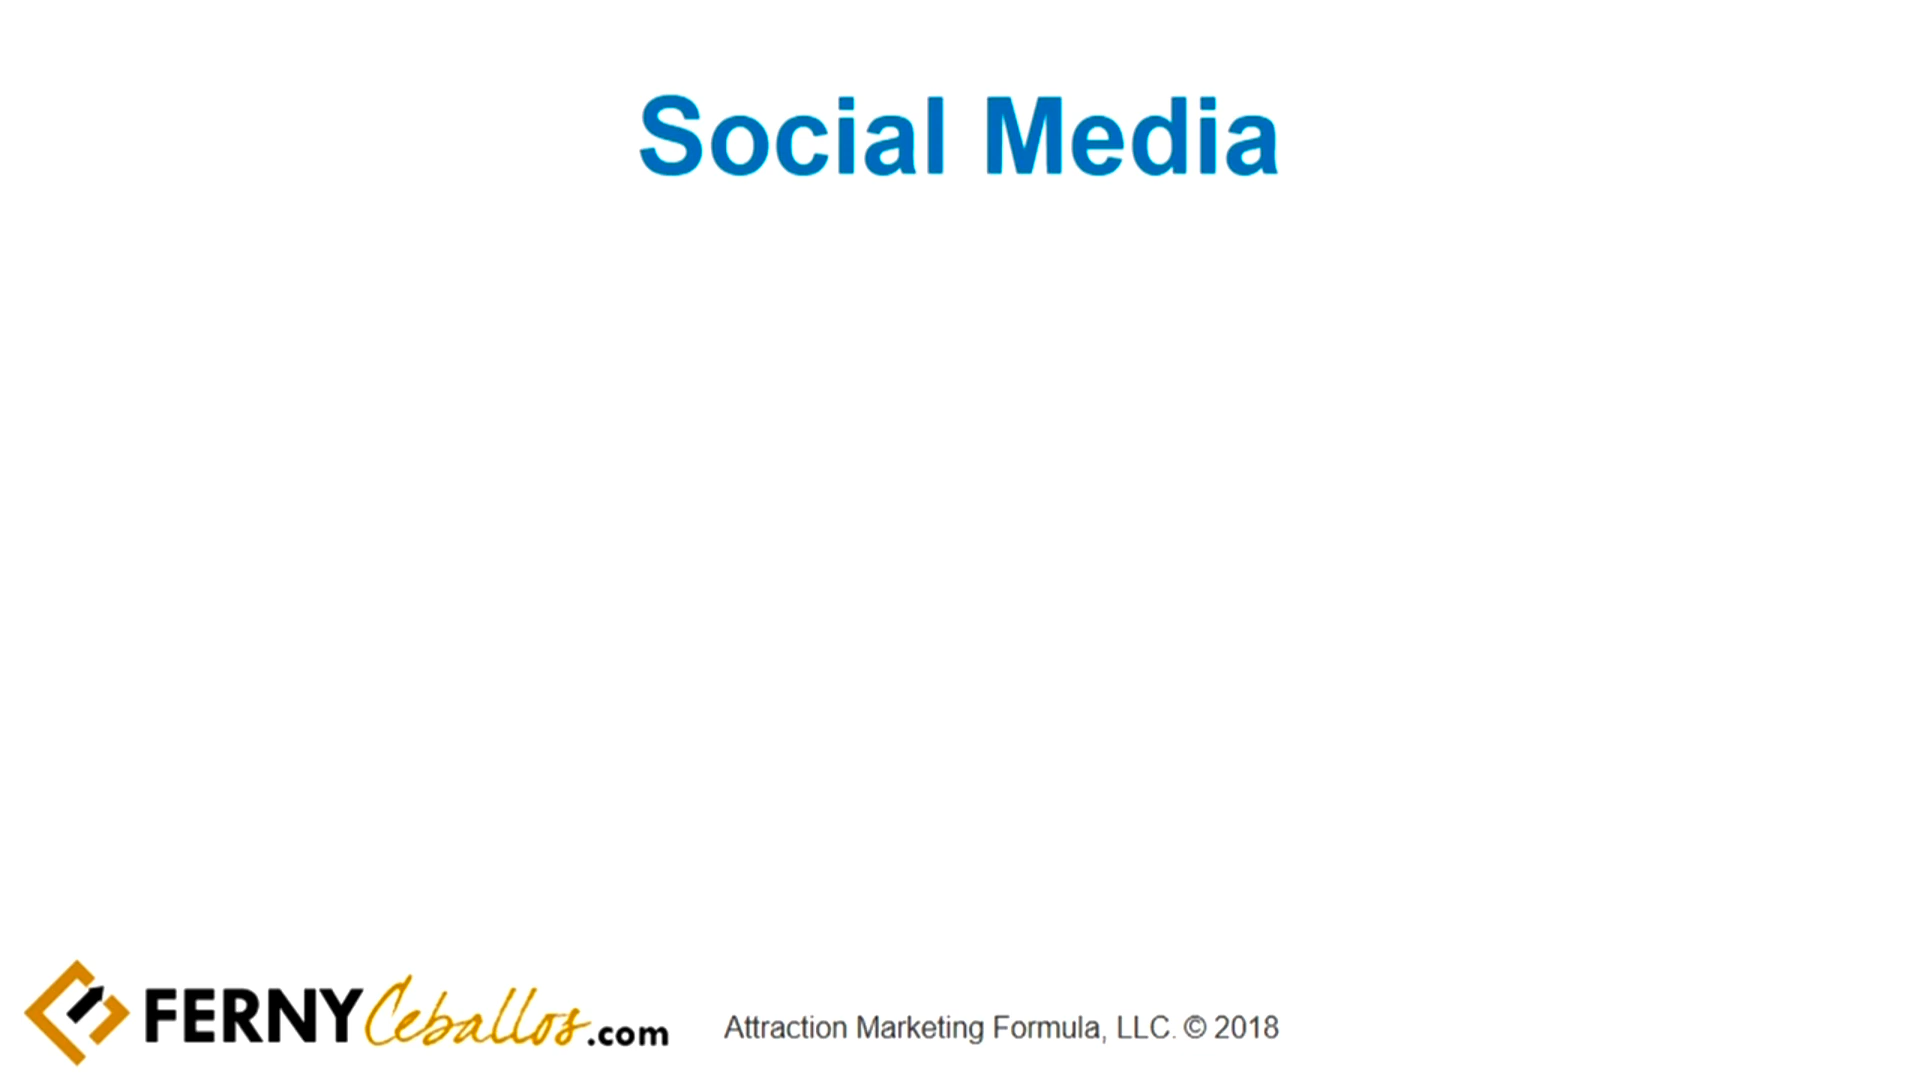 Social Media
FERNY Ceballos .com
Attraction Marketing Formula, LLC. © 2018